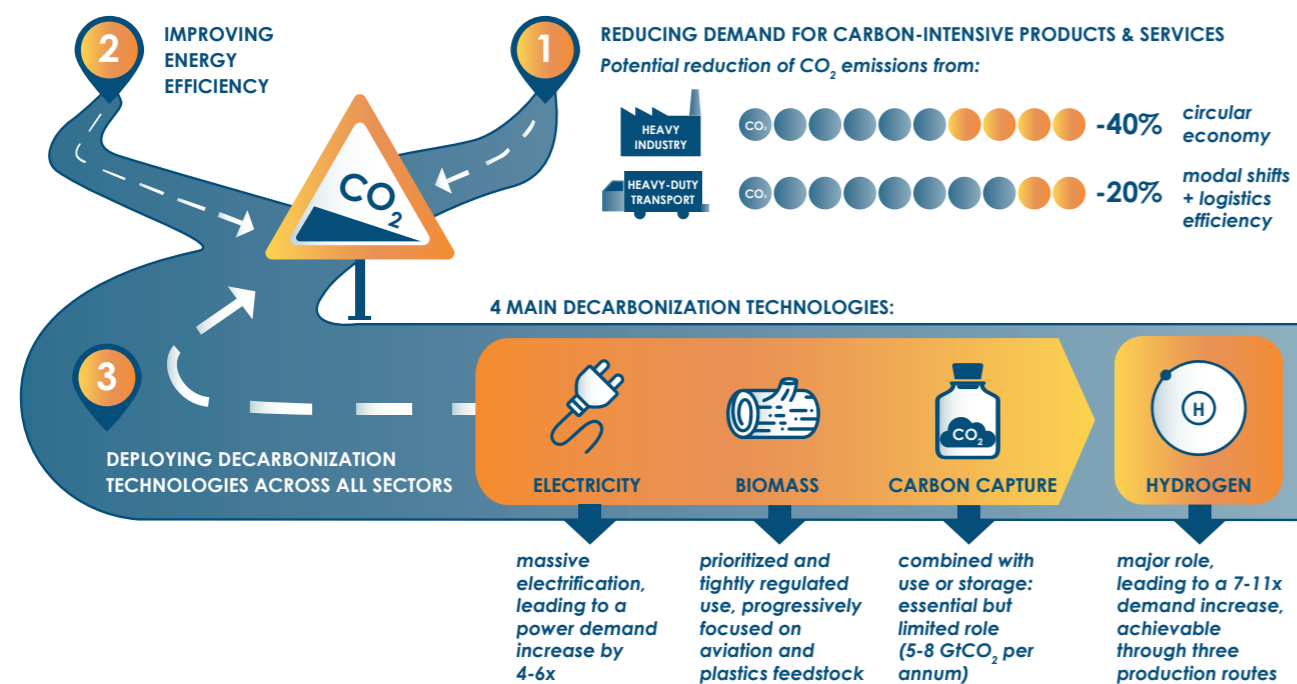 2
IMPROVING
ENERGY
EFFICIENCY
1
REDUCING DEMAND FOR CARBON-INTENSIVE PRODUCTS & SERVICES
Potential reduction of CO₂ emissions from:
HEAVY
INDUSTRY
CO₂
-40%
circular
economy
HEAVY-DUTY
TRANSPORT
CO₂
-20%
modal shifts
+ logistics
efficiency
CO₂
3
DEPLOYING DECARBONIZATION
TECHNOLOGIES ACROSS ALL SECTORS
4 MAIN DECARBONIZATION TECHNOLOGIES:
ELECTRICITY
massive
electrification,
leading to a
power demand
increase by
4-6x
BIOMASS
prioritized and
tightly regulated
use, progressively
focused on
aviation and
plastics feedstock
CO₂
CARBON CAPTURE
combined with
use or storage:
essential but
limited role
(5-8 GtCO₂ per
annum)
H
HYDROGEN
major role,
leading to a 7-11x
demand increase,
achievable
through three
production routes